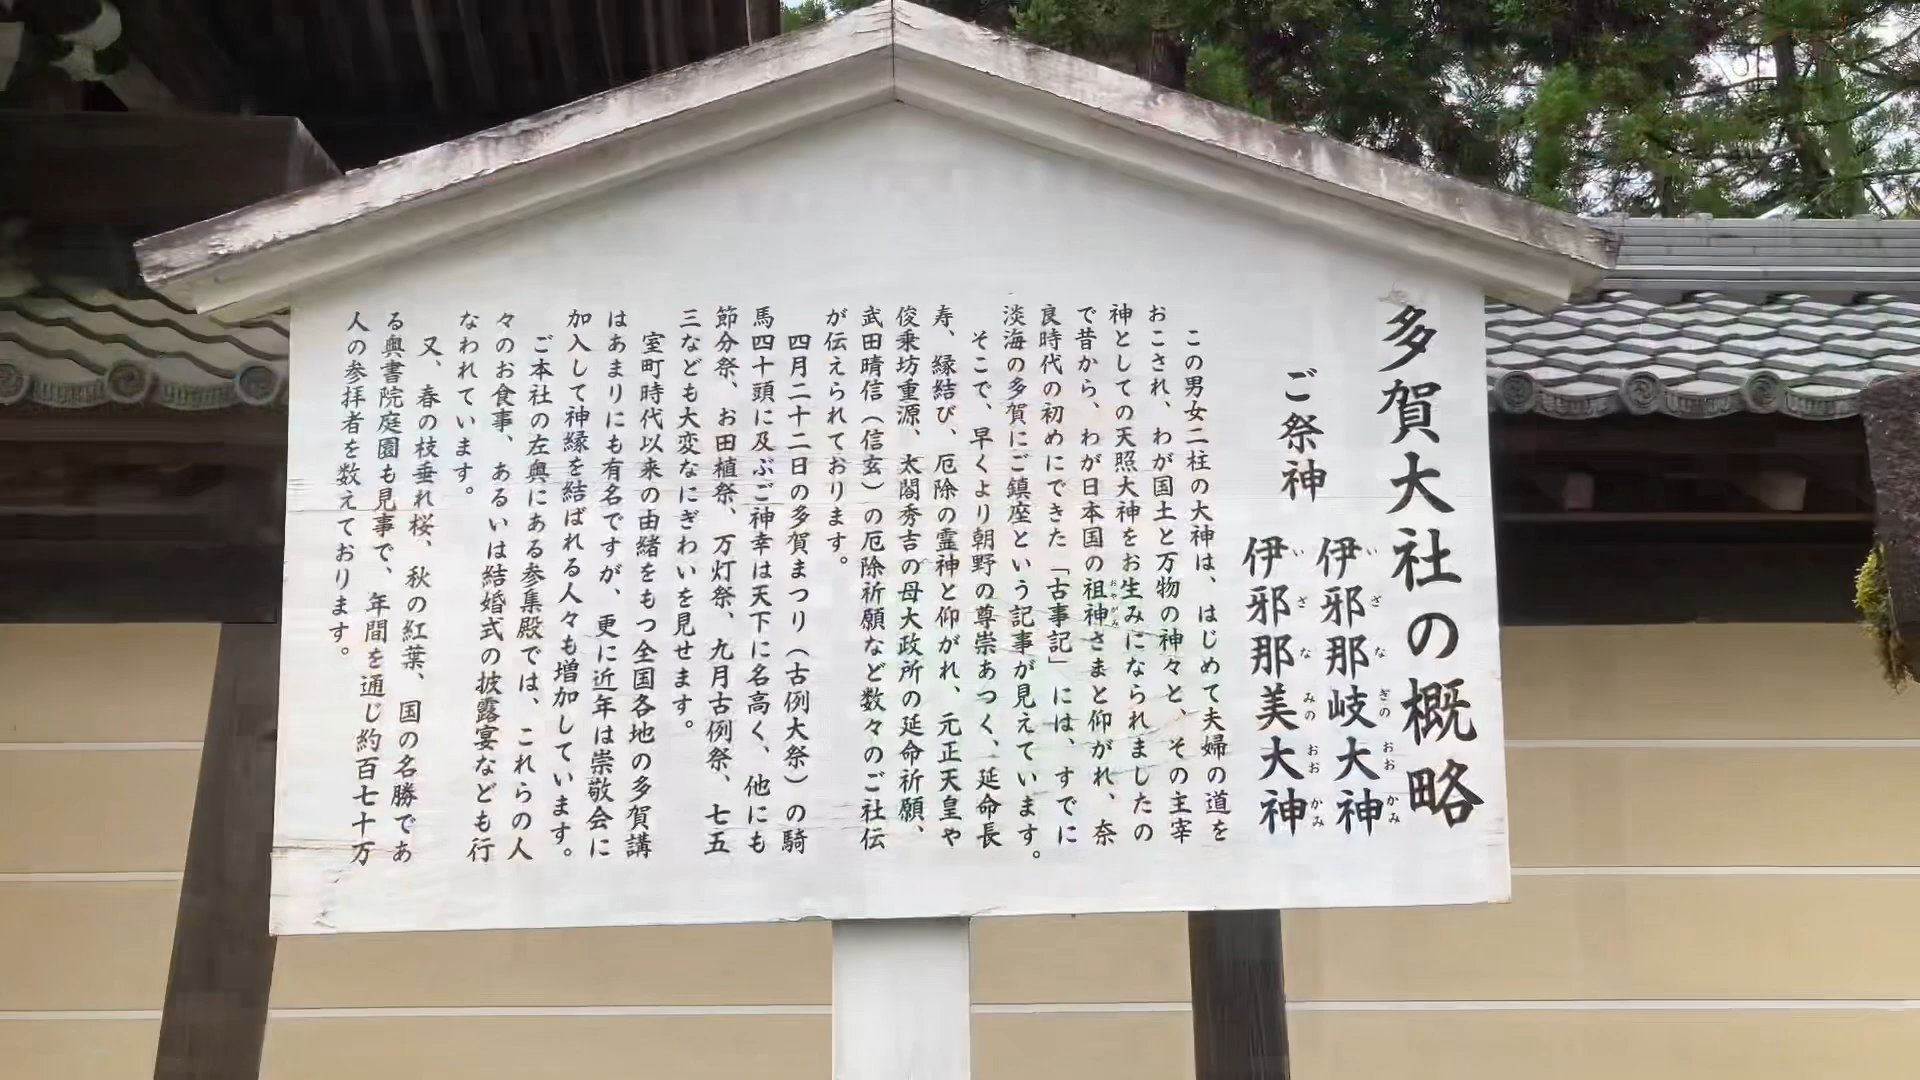 多賀大社の概略
ご祭神
伊邪那岐大神
いざなぎのおおかみ
伊邪那美大神
いざなみのおおかみ
この男女二柱の大神は、はじめて夫婦の道を
おこされ、わが国土と万物の神々と、その主宰
神としての天照大神をお生みになられましたの
で昔から、わが日本国の祖神さまと仰がれ、奈
おやがみ
良時代の初めにできた「古事記」には、すでに
淡海の多賀にご鎮座という記事が見えています。
そこで、早くより朝野の尊崇あつく、延命長
寿、縁結び、厄除の霊神と仰がれ、元正天皇や
俊乗坊重源、太閤秀吉の母大政所の延命祈願、
武田晴信（信玄）の厄除祈願など数々のご社伝
が伝えられております。
四月二十二日の多賀まつり（古例大祭）の騎
馬四十頭に及ぶご神幸は天下に名高く、他にも
節分祭、お田植祭、万灯祭、九月古例祭、七五
三なども大変なにぎわいを見せます。
室町時代以来の由緒をもつ全国各地の多賀講
はあまりにも有名ですが、更に近年は崇敬会に
加入して神縁を結ばれる人々も増加しています。
ご本社の左奥にある参集殿では、これらの人
々のお食事、あるいは結婚式の披露宴なども行
なわれています。
又、春の枝垂れ桜、秋の紅葉、国の名勝であ
る奥書院庭園も見事で、年間を通じ約百七十万
人の参拝者を数えております。